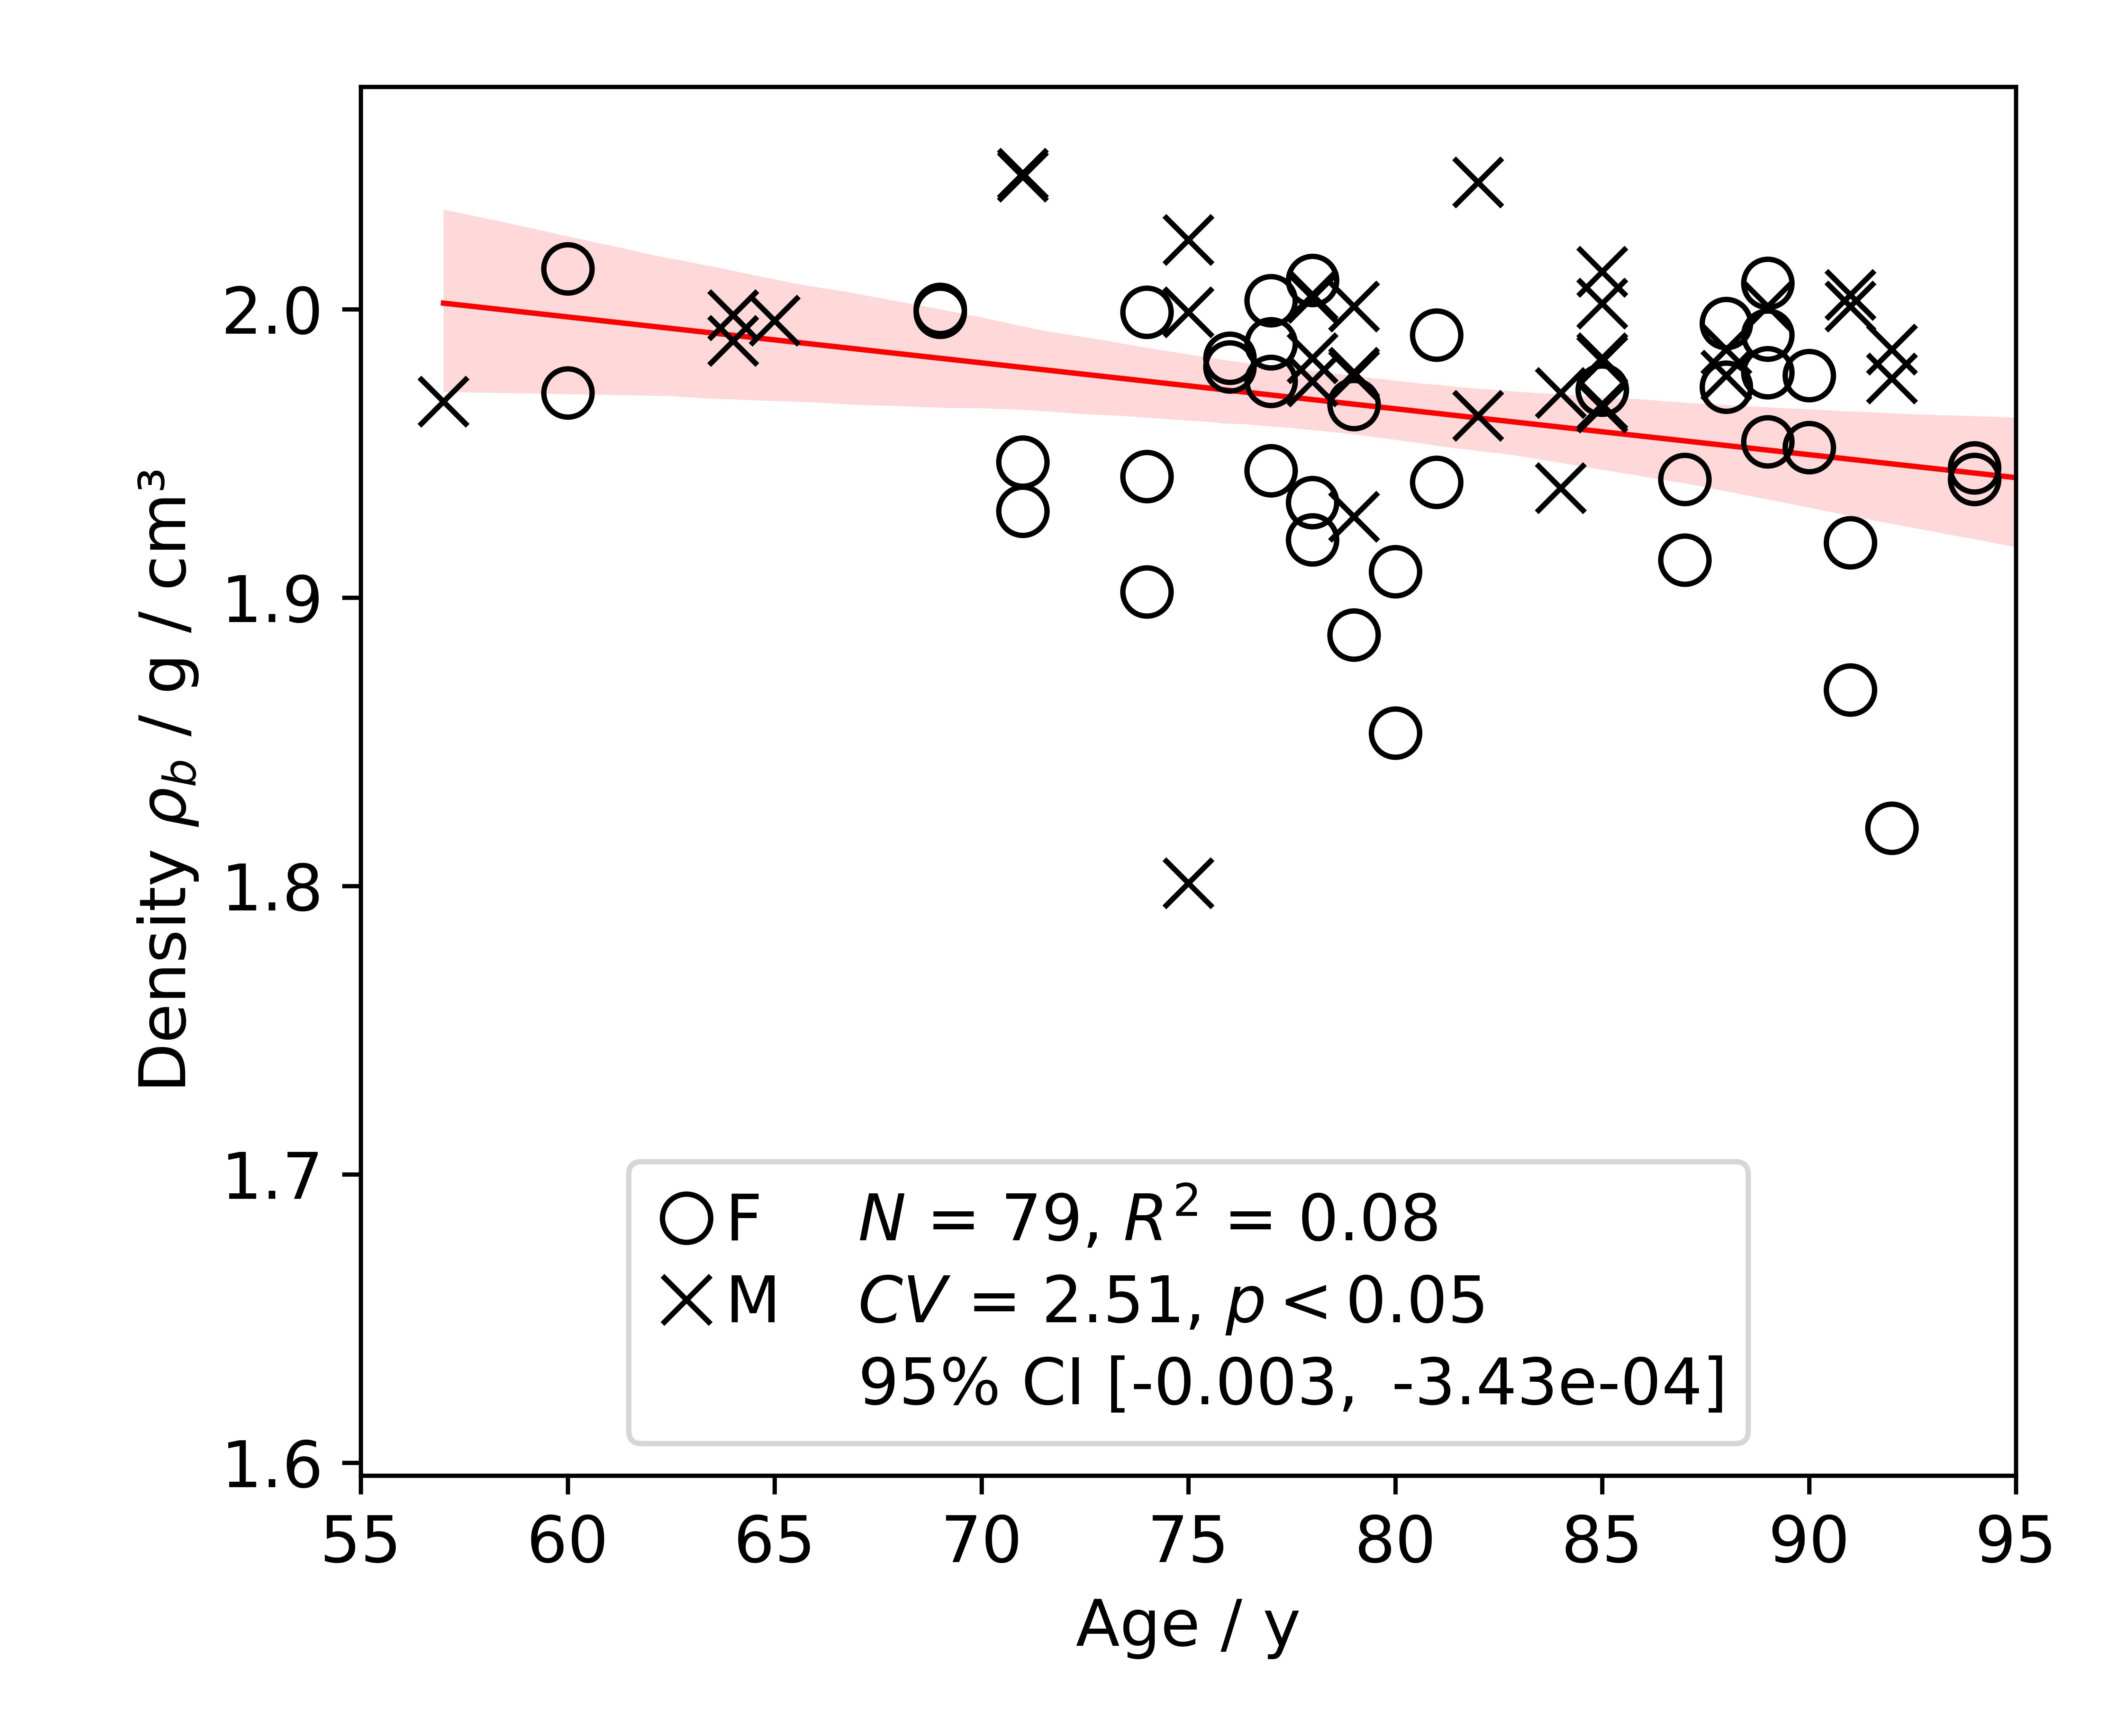 Density ρb / g / cm³
2.0
1.9
1.8
1.7
1.6
F N = 79, R² = 0.08
M CV = 2.51, p < 0.05
95% CI [-0.003, -3.43e-04]
55 60 65 70 75 80 85 90 95
Age / y